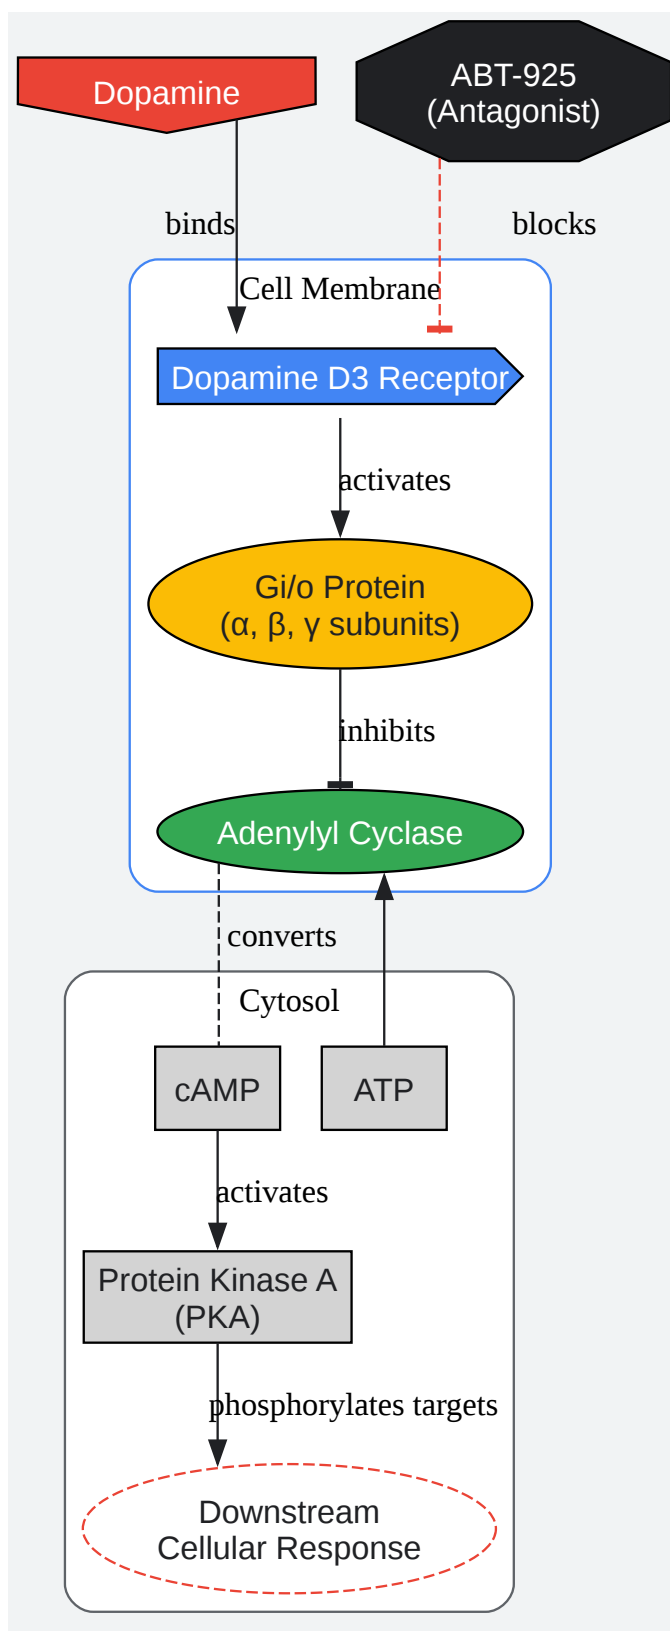 Dopamine
ABT-925
(Antagonist)
binds
blocks
Cell Membrane
Dopamine D3 Receptor
activates
Gi/o Protein
(α, β, γ subunits)
inhibits
Adenylyl Cyclase
converts
Cytosol
cAMP
ATP
activates
Protein Kinase A
(PKA)
phosphorylates targets
Downstream
Cellular Response